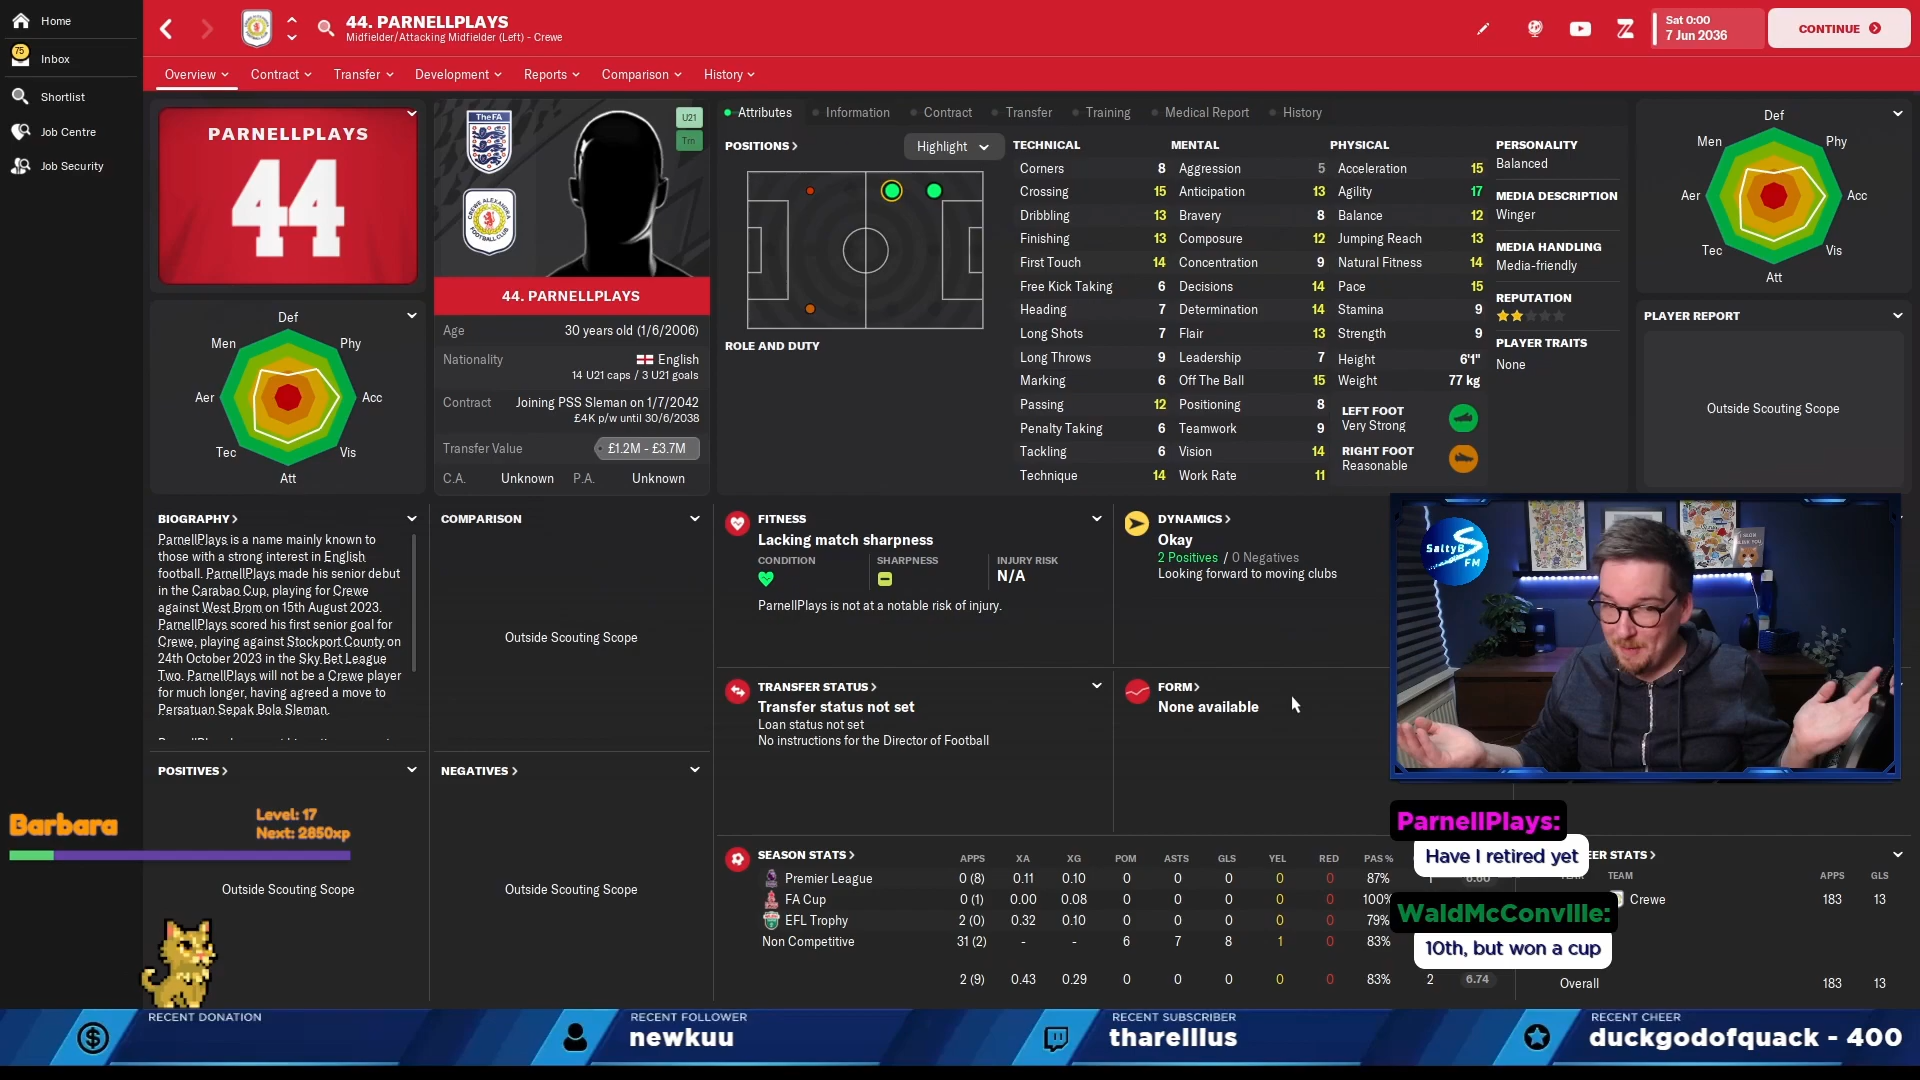 Home
75
Inbox
Shortlist
Job Centre
Job Security
44. PARNELLPLAYS
Midfielder/Attacking Midfielder (Left) - Crewe
Sat 0:00
7 Jun 2036
CONTINUE
Overview
Contract
Transfer
Development
Reports
Comparison
History
PARNELLPLAYS
44
Def
Men
Phy
Aer
Acc
Tec
Vis
Att
TheFA
CREWE ALEXANDRA
FOOTBALL CLUB
U21
Trn
44. PARNELLPLAYS
Age 30 years old (1/6/2006)
Nationality English
14 U21 caps / 3 U21 goals
Contract Joining PSS Sleman on 1/7/2042
£4K p/w until 30/6/2038
Transfer Value £1.2M - £3.7M
C.A. Unknown P.A. Unknown
Attributes
Information
Contract
Transfer
Training
Medical Report
History
POSITIONS
Highlight
ROLE AND DUTY
TECHNICAL
Corners 8
Crossing 15
Dribbling 13
Finishing 13
First Touch 14
Free Kick Taking 6
Heading 7
Long Shots 7
Long Throws 9
Marking 6
Passing 12
Penalty Taking 6
Tackling 6
Technique 14
MENTAL
Aggression 5
Anticipation 13
Bravery 8
Composure 12
Concentration 9
Decisions 14
Determination 14
Flair 13
Leadership 7
Off The Ball 15
Positioning 8
Teamwork 9
Vision 14
Work Rate 11
PHYSICAL
Acceleration 15
Agility 17
Balance 12
Jumping Reach 13
Natural Fitness 14
Pace 15
Stamina 9
Strength 9
Height 6'1"
Weight 77 kg
LEFT FOOT
Very Strong
RIGHT FOOT
Reasonable
PERSONALITY
Balanced
MEDIA DESCRIPTION
Winger
MEDIA HANDLING
Media-friendly
REPUTATION
PLAYER TRAITS
None
Def
Men
Phy
Aer
Acc
Tec
Vis
Att
PLAYER REPORT
Outside Scouting Scope
BIOGRAPHY
ParnellPlays is a name mainly known to
those with a strong interest in English
football. ParnellPlays made his senior debut
in the Carabao Cup, playing for Crewe
against West Brom on 15th August 2023.
ParnellPlays scored his first senior goal for
Crewe, playing against Stockport County on
24th October 2023 in the Sky Bet League
Two. ParnellPlays will not be a Crewe player
for much longer, having agreed a move to
Persatuan Sepak Bola Sleman.
COMPARISON
Outside Scouting Scope
FITNESS
Lacking match sharpness
CONDITION
SHARPNESS
INJURY RISK
N/A
ParnellPlays is not at a notable risk of injury.
DYNAMICS
Okay
2 Positives / 0 Negatives
Looking forward to moving clubs
TRANSFER STATUS
Transfer status not set
Loan status not set
No instructions for the Director of Football
FORM
None available
SaltyB
FM
POSITIVES
Outside Scouting Scope
NEGATIVES
Outside Scouting Scope
Barbara
Level: 17
Next: 2850xp
SEASON STATS APPS XA XG POM ASTS GLS YEL RED PAS %
Premier League 0 (8) 0.11 0.10 0 0 0 0 0 87%
FA Cup 0 (1) 0.00 0.08 0 0 0 0 0 100%
EFL Trophy 2 (0) 0.32 0.10 0 0 0 0 0 79%
Non Competitive 31 (2) - - 6 7 8 1 0 83%
2 (9) 0.43 0.29 0 0 0 0 0 83% 2 6.74
ParnellPlays:
Have I retired yet
WaldMcConville:
10th, but won a cup
ER STATS
TEAM APPS GLS
Crewe 183 13
Overall 183 13
RECENT DONATION
RECENT FOLLOWER
newkuu
RECENT SUBSCRIBER
tharelllus
RECENT CHEER
duckgodofquack - 400